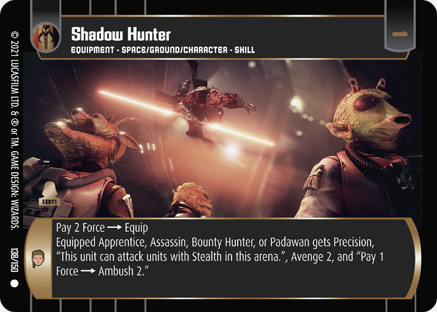 Shadow Hunter
EQUIPMENT - SPACE/GROUND/CHARACTER - SKILL
Pay 2 Force → Equip
Equipped Apprentice, Assassin, Bounty Hunter, or Padawan gets Precision,
"This unit can attack units with Stealth in this arena.", Avenge 2, and "Pay 1
Force → Ambush 2."
© 2021 LUCASFILM LTD. & ® or TM. GAME DESIGN: WIZARDS.
138/150